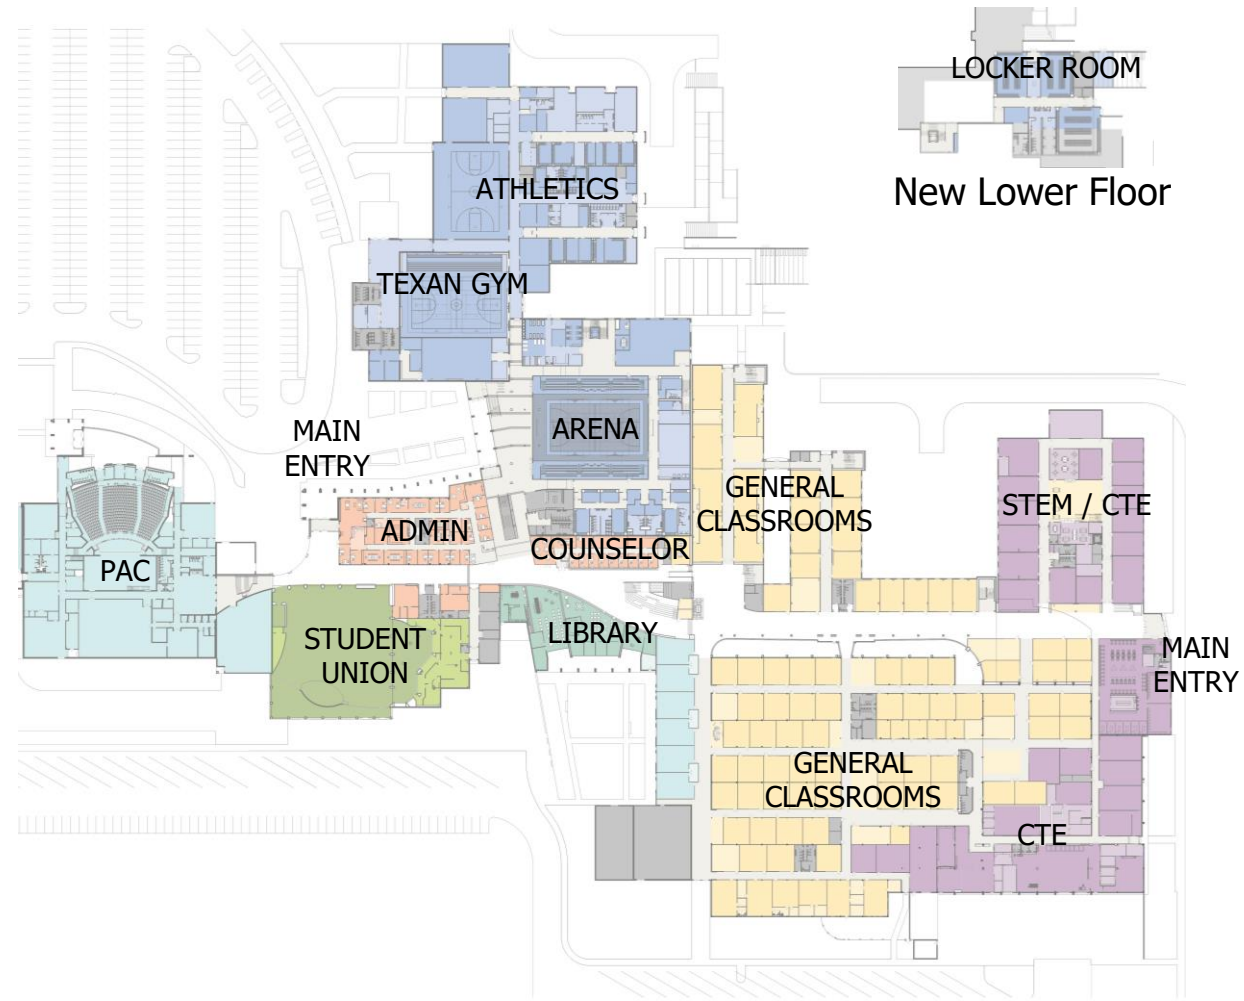 LOCKER ROOM
New Lower Floor
ATHLETICS
TEXAN GYM
MAIN
ENTRY
ARENA
GENERAL
CLASSROOMS
STEM / CTE
ADMIN
COUNSELOR
PAC
STUDENT
UNION
LIBRARY
MAIN
ENTRY
GENERAL
CLASSROOMS
CTE